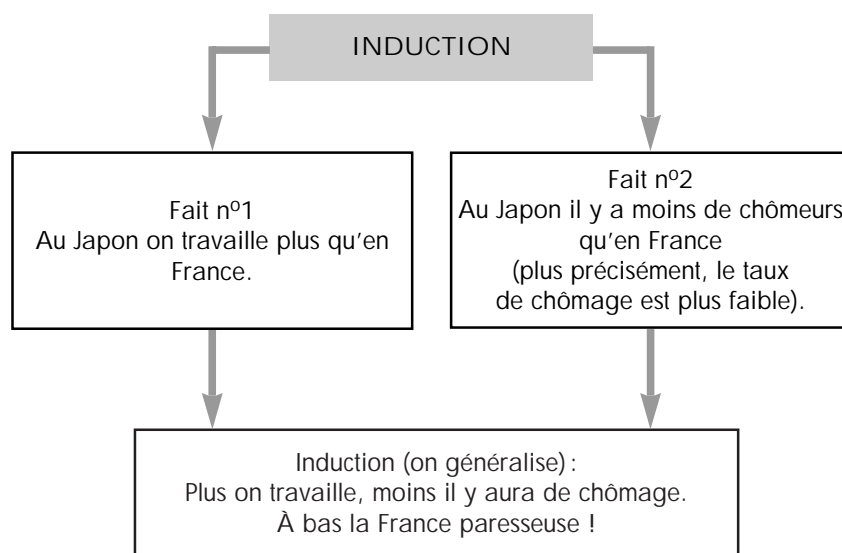 INDUCTION
Fait nº1
Au Japon on travaille plus qu’en
France.
Fait nº2
Au Japon il y a moins de chômeurs
qu’en France
(plus précisément, le taux
de chômage est plus faible).
Induction (on généralise) :
Plus on travaille, moins il y aura de chômage.
À bas la France paresseuse !